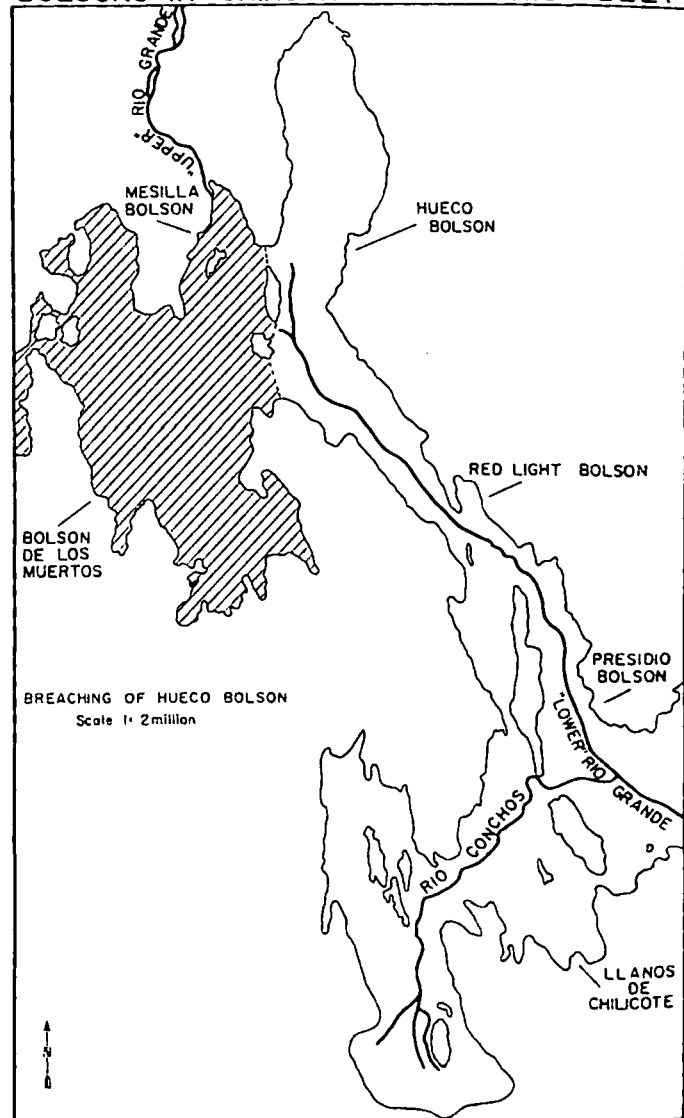 "UPPER" RIO GRANDE
MESILLA
BOLSON
HUECO
BOLSON
RED LIGHT BOLSON
BOLSON
DE LOS
MUERTOS
PRESIDIO
BOLSON
BREACHING OF HUECO BOLSON
Scale 1: 2 million
"LOWER" RIO GRANDE
RIO CONCHOS
LLANOS
DE
CHILICOTE
N